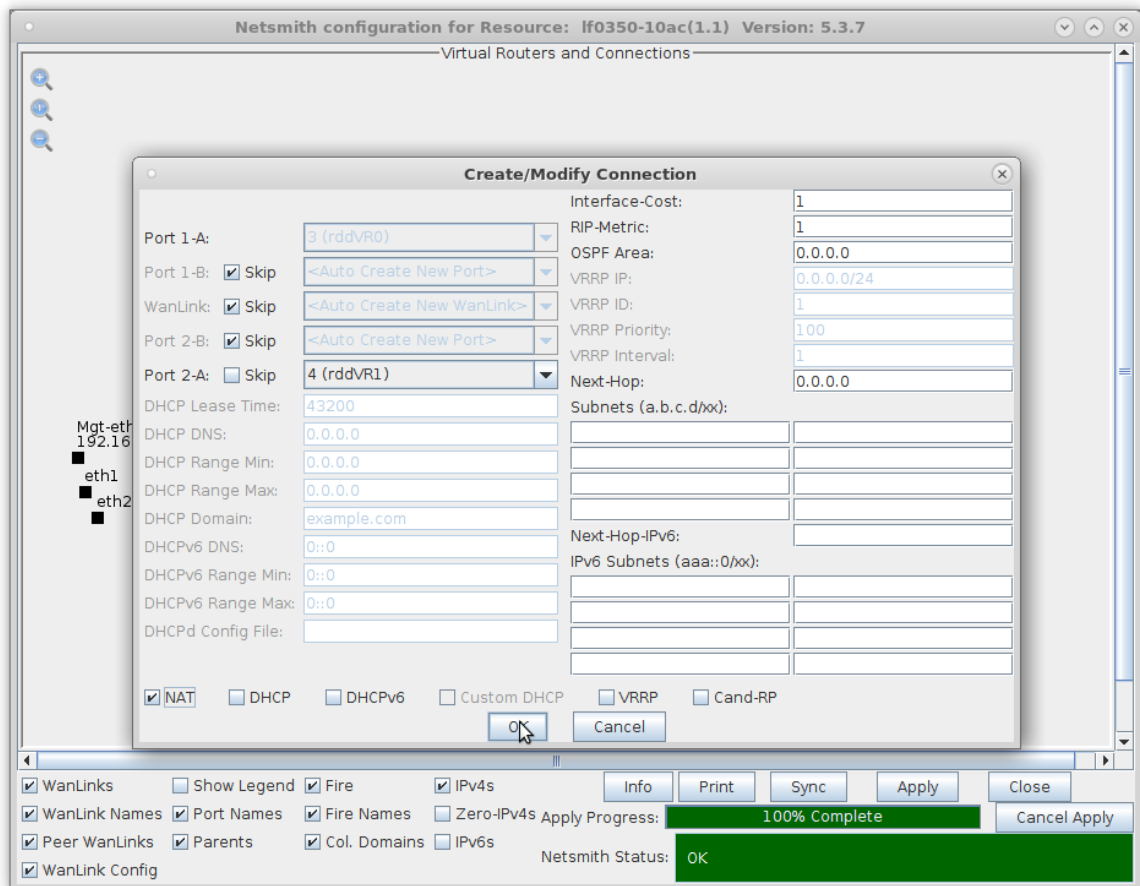 Netsmith configuration for Resource:  lf0350-10ac(1.1)  Version: 5.3.7
Virtual Routers and Connections
Create/Modify Connection
Port 1-A: 3 (rddVR0)
Port 1-B: Skip <Auto Create New Port>
WanLink: Skip <Auto Create New WanLink>
Port 2-B: Skip <Auto Create New Port>
Port 2-A: Skip 4 (rddVR1)
DHCP Lease Time: 43200
DHCP DNS: 0.0.0.0
DHCP Range Min: 0.0.0.0
DHCP Range Max: 0.0.0.0
DHCP Domain: example.com
DHCPv6 DNS: 0::0
DHCPv6 Range Min: 0::0
DHCPv6 Range Max: 0::0
DHCPd Config File:
Interface-Cost: 1
RIP-Metric: 1
OSPF Area: 0.0.0.0
VRRP IP: 0.0.0.0/24
VRRP ID: 1
VRRP Priority: 100
VRRP Interval: 1
Next-Hop: 0.0.0.0
Subnets (a.b.c.d/xx):
Next-Hop-IPv6:
IPv6 Subnets (aaa::0/xx):
NAT DHCP DHCPv6 Custom DHCP VRRP Cand-RP
OK Cancel
Mgt-eth
192.16
eth1
eth2
WanLinks Show Legend Fire IPv4s Info Print Sync Apply Close
WanLink Names Port Names Fire Names Zero-IPv4s Apply Progress: 100% Complete Cancel Apply
Peer WanLinks Parents Col. Domains IPv6s Netsmith Status: OK
WanLink Config